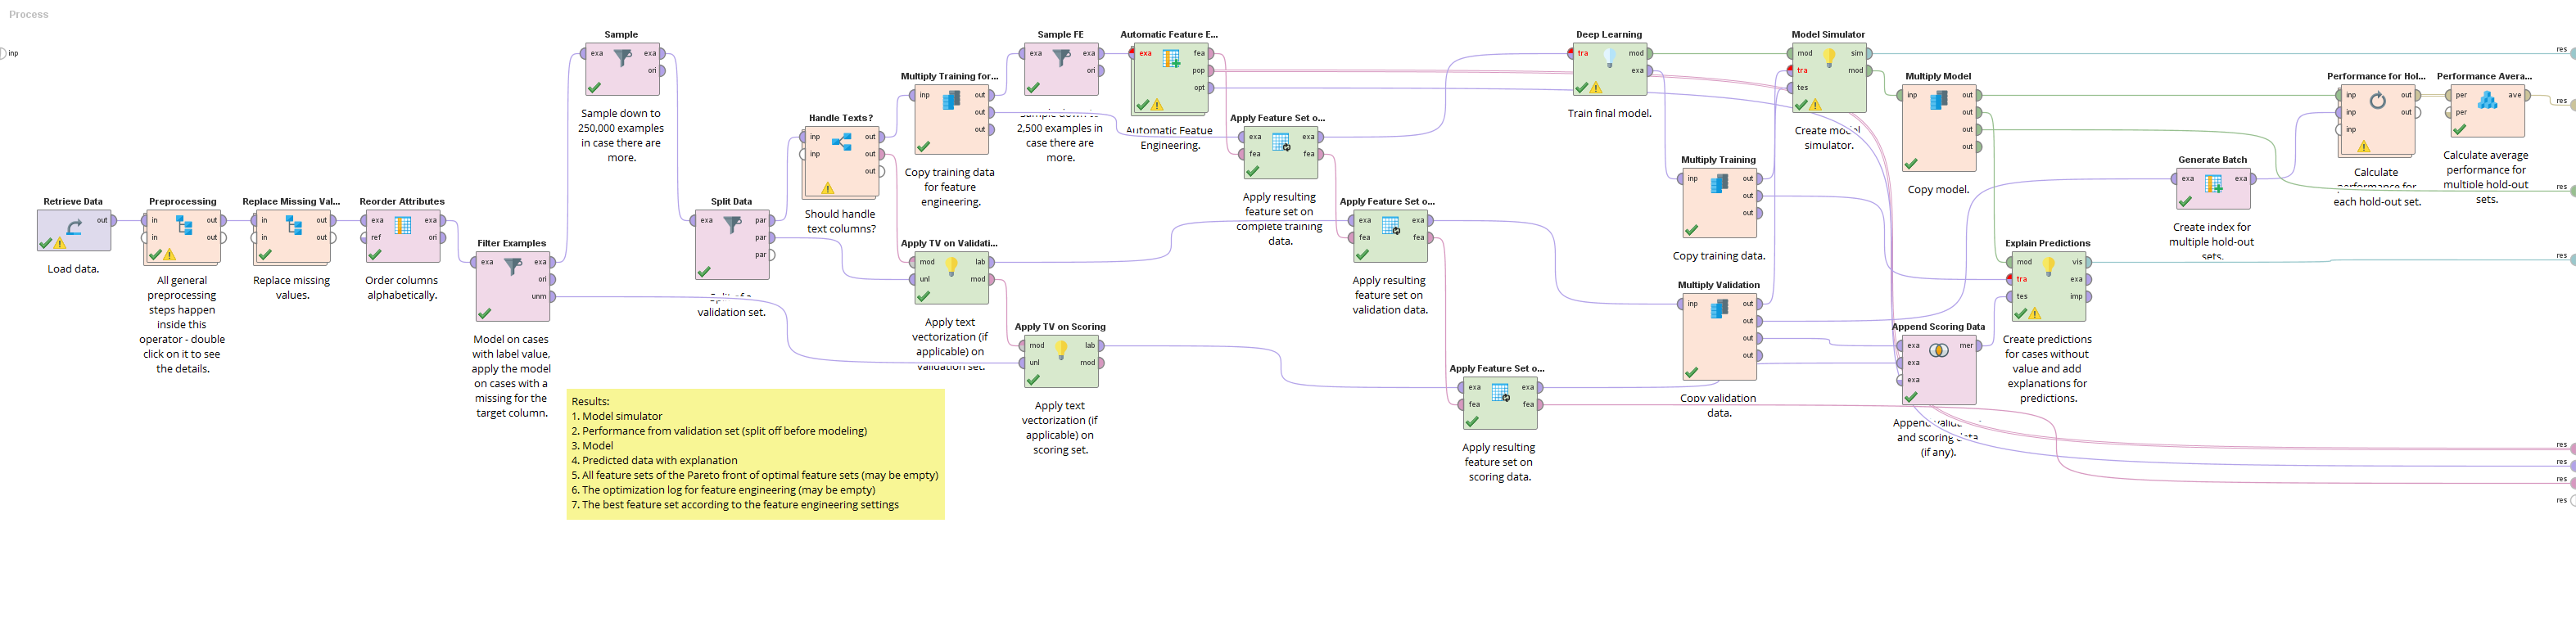 Process
inp
res
Retrieve Data
out
Load data.
Preprocessing
in out
in out
All general
preprocessing
steps happen
inside this
operator - double
click on it to see
the details.
Replace Missing Val...
in out
in out
Replace missing
values.
Reorder Attributes
exa exa
ref ori
Order columns
alphabetically.
Filter Examples
exa exa
ori
unm
Model on cases
with label value,
apply the model
on cases with a
missing for the
target column.
Sample
exa exa
ori
Sample down to
250,000 examples
in case there are
more.
Split Data
exa par
par
par
validation set.
Handle Texts?
inp out
inp out
out
Should handle
text columns?
Multiply Training for...
inp out
out
out
Copy training data
for feature
engineering.
Apply TV on Validati...
mod lab
unl mod
Apply text
vectorization (if
applicable) on
validation set.
Sample FE
exa exa
ori
2,500 examples in
case there are
more.
Apply TV on Scoring
mod lab
unl mod
Apply text
vectorization (if
applicable) on
scoring set.
Automatic Feature E...
exa fea
pop
opt
Automatic Featue
Engineering.
Apply Feature Set o...
exa exa
fea fea
Apply resulting
feature set on
complete training
data.
Apply Feature Set o...
exa exa
fea fea
Apply resulting
feature set on
validation data.
Apply Feature Set o...
exa exa
fea fea
Apply resulting
feature set on
scoring data.
Deep Learning
tra mod
exa
Train final model.
Multiply Training
inp out
out
out
Copy training data.
Multiply Validation
inp out
out
out
out
Copy validation
data.
Model Simulator
mod sim
tra mod
tes
Create model
simulator.
Multiply Model
inp out
out
out
out
Copy model.
Append Scoring Data
exa mer
exa
exa
Append
and scoring data
(if any).
Explain Predictions
mod vis
tra exa
tes imp
Create predictions
for cases without
value and add
explanations for
predictions.
Generate Batch
exa exa
Create index for
multiple hold-out
sets.
Performance for Hol...
inp out
inp
inp
Calculate
performance for
each hold-out set.
Performance Avera...
per ave
per
Calculate average
performance for
multiple hold-out
sets.
res
res
res
res
res
res
res
Results:
1. Model simulator
2. Performance from validation set (split off before modeling)
3. Model
4. Predicted data with explanation
5. All feature sets of the Pareto front of optimal feature sets (may be empty)
6. The optimization log for feature engineering (may be empty)
7. The best feature set according to the feature engineering settings